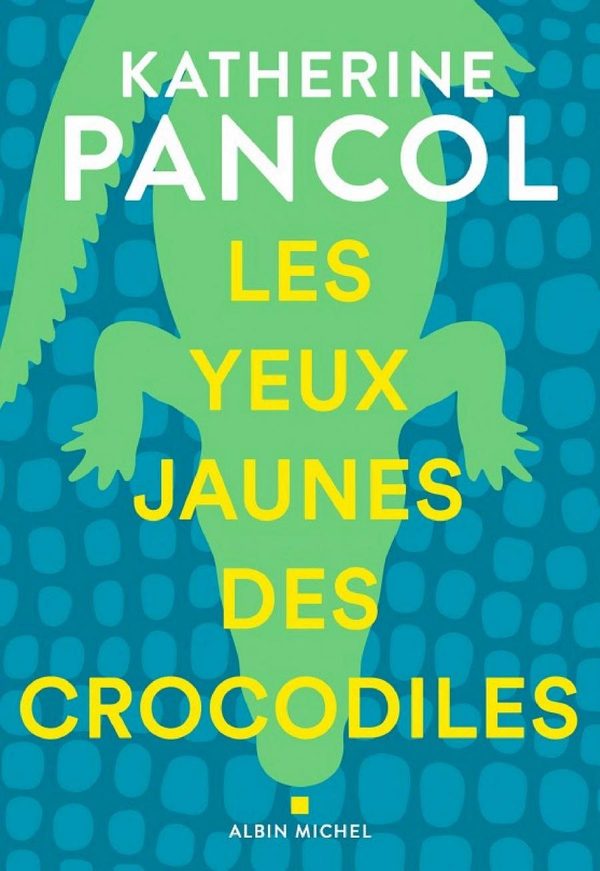 KATHERINE
PANCOL
LES
YEUX
JAUNES
DES
CROCODILES
ALBIN MICHEL